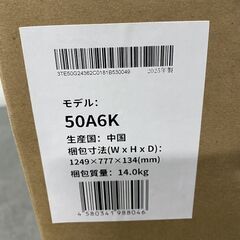 3TE50G24362C0181B530049
2025年製
モデル:
50A6K
生産国: 中国
梱包寸法(W x H x D):
1249×777×134(mm)
梱包質量: 14.0kg
4 580341 988046